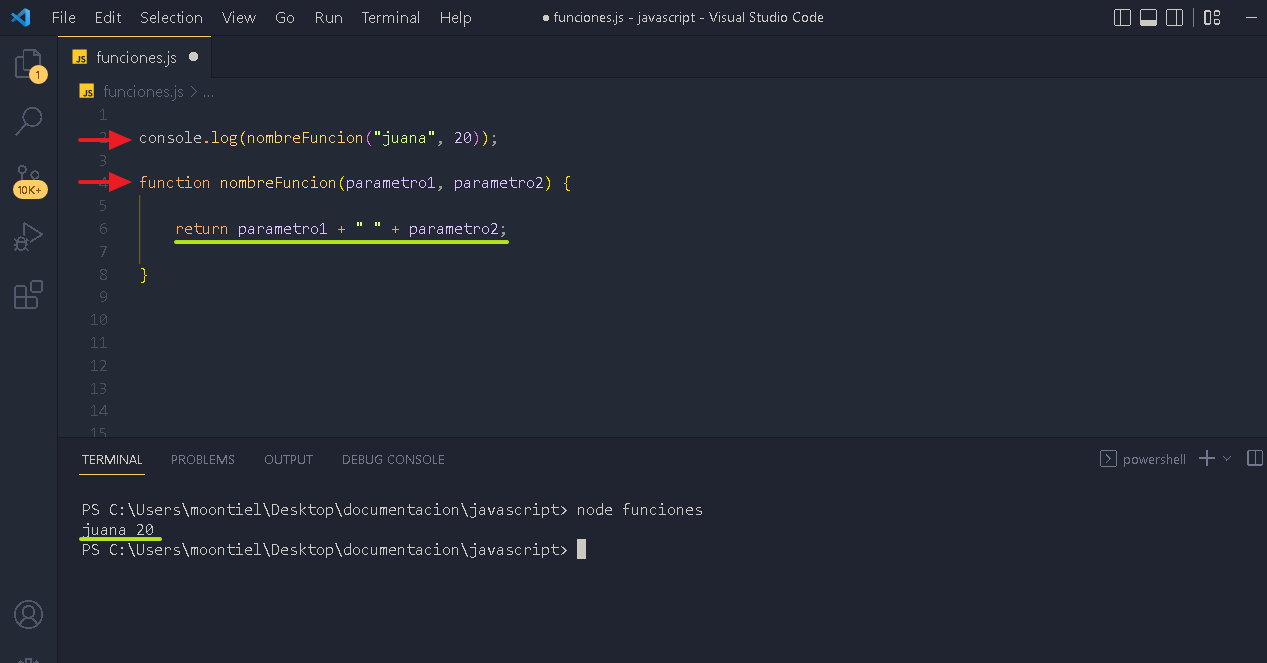 File Edit Selection View Go Run Terminal Help ● funciones.js - javascript - Visual Studio Code
JS funciones.js ●
1
JS funciones.js > ...
1
2 console.log(nombreFuncion("juana", 20));
3
10K+
4 function nombreFuncion(parametro1, parametro2) {
5
6 return parametro1 + " " + parametro2;
7
8 }
9
10
11
12
13
14
15
TERMINAL PROBLEMS OUTPUT DEBUG CONSOLE powershell
PS C:\Users\moontiel\Desktop\documentacion\javascript> node funciones
juana 20
PS C:\Users\moontiel\Desktop\documentacion\javascript>